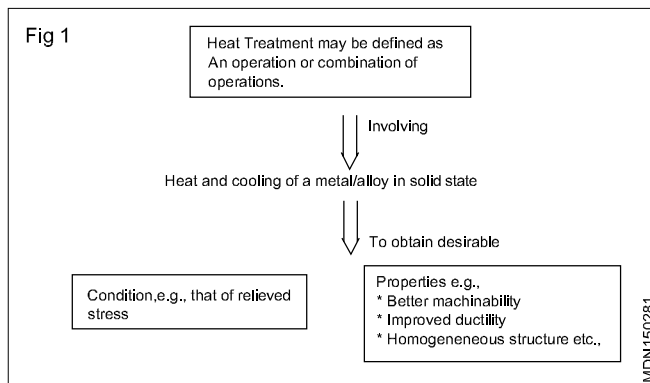 Fig 1
Heat Treatment may be defined as
An operation or combination of
operations.
Involving
Heat and cooling of a metal/alloy in solid state
To obtain desirable
Condition,e.g., that of relieved
stress
Properties e.g.,
* Better machinability
* Improved ductility
* Homogeneneous structure etc.,
MDN150281